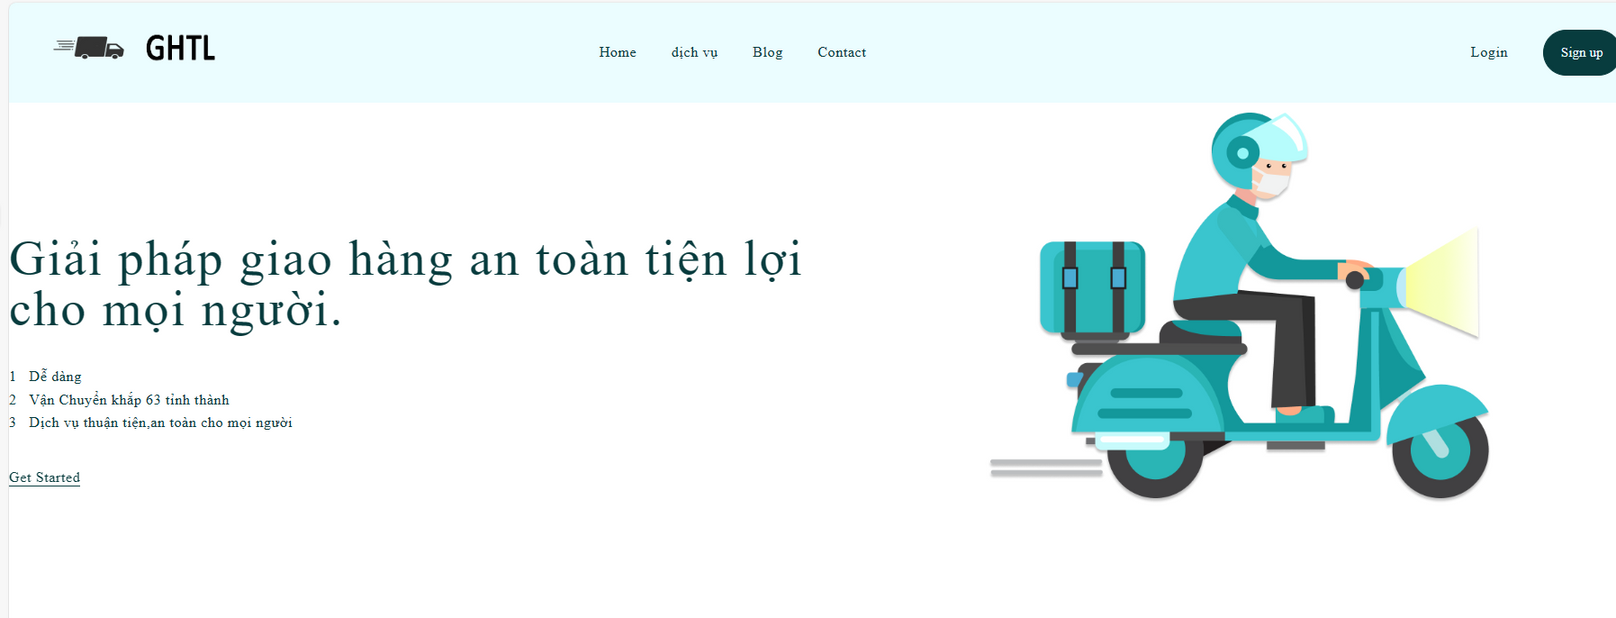 GHTL
Home dịch vụ Blog Contact
Login Sign up
Giải pháp giao hàng an toàn tiện lợi
cho mọi người.
1 Dễ dàng
2 Vận Chuyển khắp 63 tỉnh thành
3 Dịch vụ thuận tiện,an toàn cho mọi người
Get Started